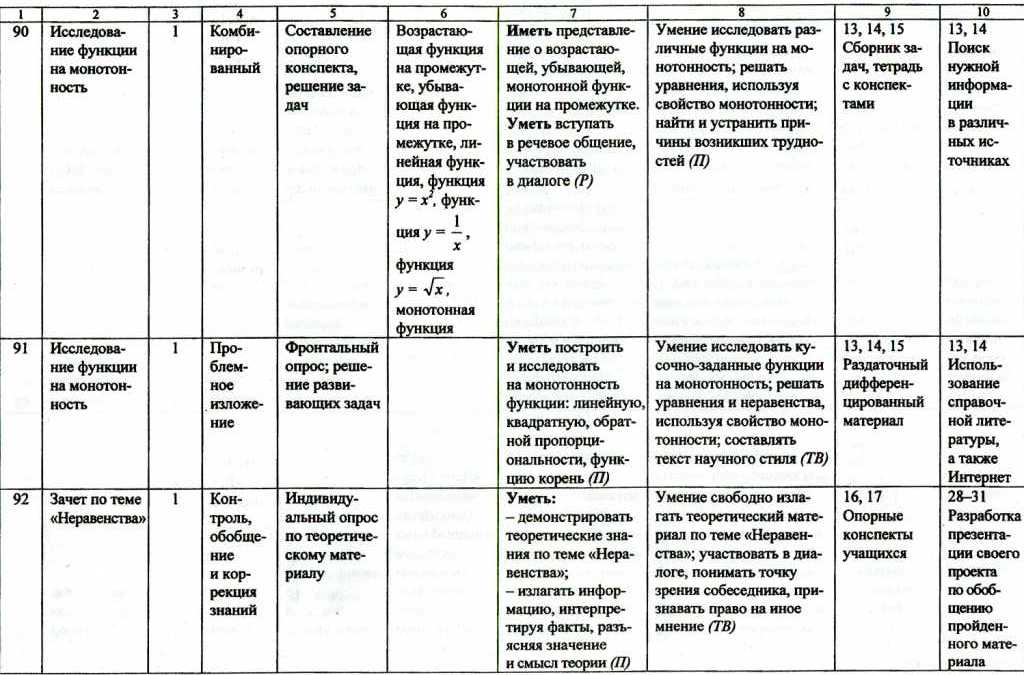 1 2 3 4 5 6 7 8 9 10
90
Исследова-
ние функции
на монотон-
ность
1
Комби-
ниро-
ванный
Составление
опорного
конспекта,
решение за-
дач
Возрастаю-
щая функция
на промежут-
ке, убыва-
ющая функ-
ция на про-
межутке, ли-
нейная функ-
ция, функция
y = x², функ-
ция y = 1/x,
функция
y = √x,
монотонная
функция
Иметь представле-
ние о возрастаю-
щей, убывающей,
монотонной функ-
ции на промежутке.
Уметь вступать
в речевое общение,
участвовать
в диалоге (Р)
Умение исследовать раз-
личные функции на мо-
нотонность; решать
уравнения, используя
свойство монотонности;
найти и устранить при-
чины возникших трудно-
стей (П)
13, 14, 15
Сборник за-
дач, тетрадь
с конспек-
тами
13, 14
Поиск
нужной
информа-
ции
в различ-
ных ис-
точниках
91
Исследова-
ние функции
на монотон-
ность
1
Про-
блем-
ное
изложе-
ние
Фронтальный
опрос; реше-
ние разви-
вающих задач
Уметь построить
и исследовать
на монотонность
функции: линейную,
квадратную, обрат-
ной пропорци-
ональности, функ-
цию корень (П)
Умение исследовать ку-
сочно-заданные функции
на монотонность; решать
уравнения и неравенства,
используя свойство моно-
тонности; составлять
текст научного стиля (ТВ)
13, 14, 15
Раздаточный
дифферен-
цированный
материал
13, 14
Исполь-
зование
справоч-
ной лите-
ратуры,
а также
Интернет
92
Зачет по теме
«Неравенства»
1
Кон-
троль,
обобще-
ние
и кор-
рекция
знаний
Индивиду-
альный опрос
по теоретиче-
скому мате-
риалу
Уметь:
– демонстрировать
теоретические зна-
ния по теме «Нера-
венства»;
– излагать инфор-
мацию, интерпре-
тируя факты, разъ-
ясняя значение
и смысл теории (П)
Умение свободно изла-
гать теоретический мате-
риал по теме «Неравен-
ства»; участвовать в диа-
логе, понимать точку
зрения собеседника, при-
знавать право на иное
мнение (ТВ)
16, 17
Опорные
конспекты
учащихся
28–31
Разработка
презента-
ции своего
проекта
по обоб-
щению
пройден-
ного мате-
риала